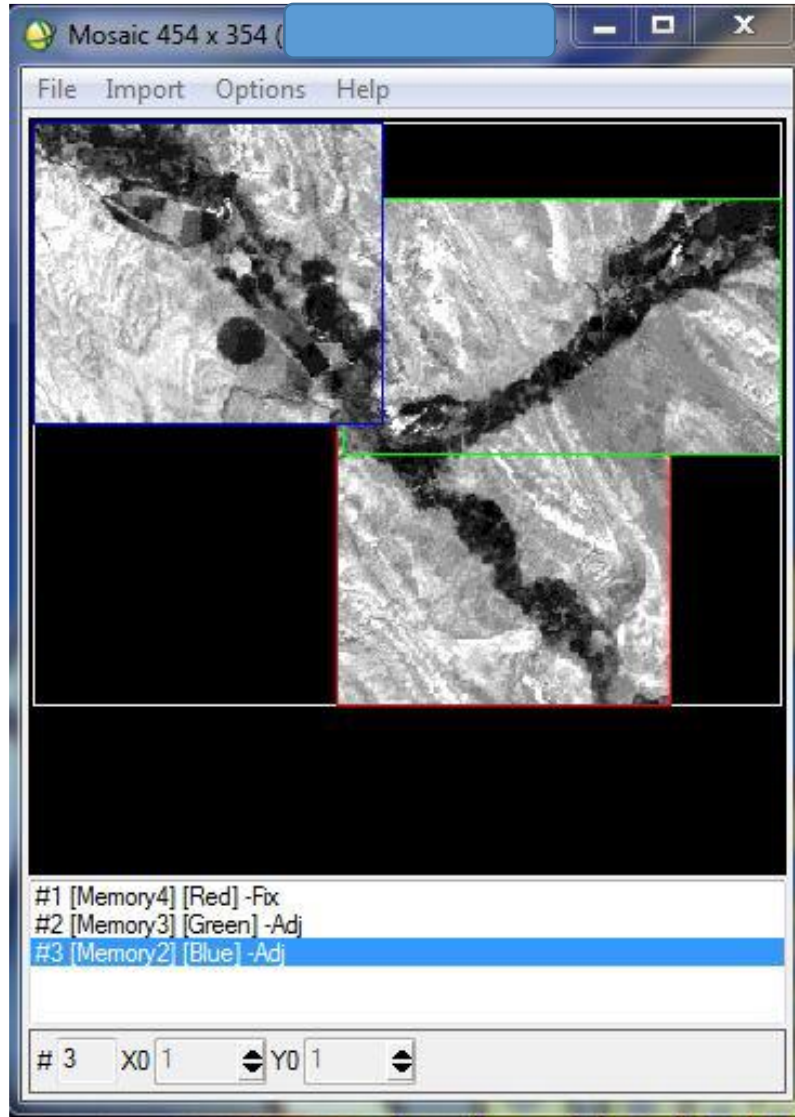 Mosaic 454 x 354 (
File Import Options Help
#1 [Memory4] [Red] -Fix
#2 [Memory3] [Green] -Adj
#3 [Memory2] [Blue] -Adj
# 3 X0 1 Y0 1